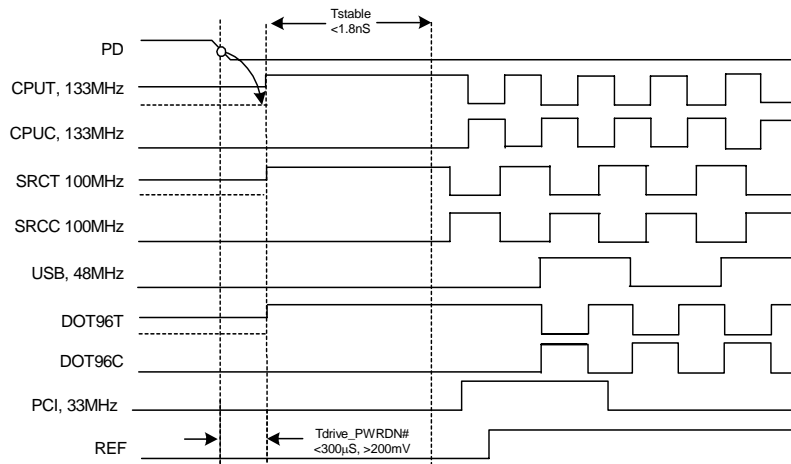 Tstable
<1.8nS
PD
CPUT, 133MHz
CPUC, 133MHz
SRCT 100MHz
SRCC 100MHz
USB, 48MHz
DOT96T
DOT96C
PCI, 33MHz
Tdrive_PWRDN#
<300μS, >200mV
REF